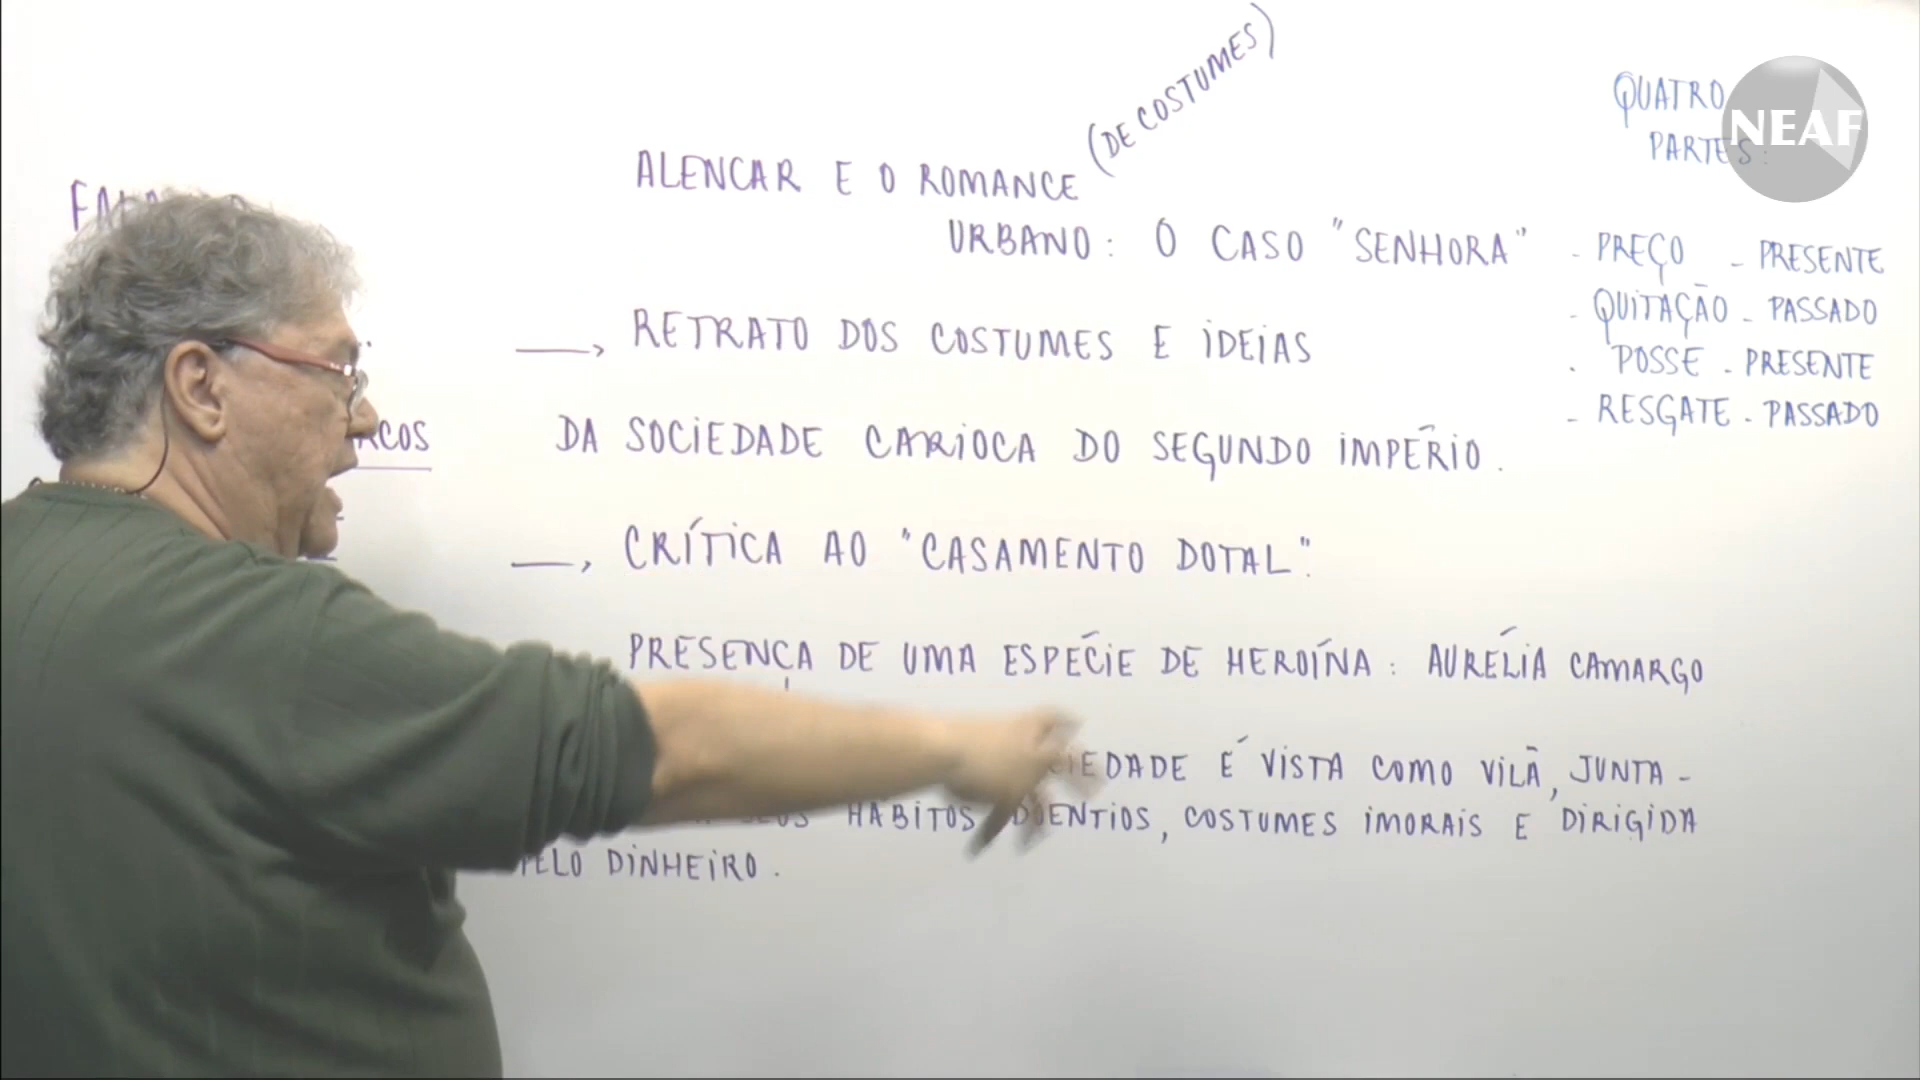 (DE COSTUMES)
ALENCAR E O ROMANCE
URBANO: O CASO "SENHORA"
RETRATO DOS COSTUMES E IDEIAS
DA SOCIEDADE CARIOCA DO SEGUNDO IMPÉRIO.
CRÍTICA AO "CASAMENTO DOTAL".
PRESENÇA DE UMA ESPÉCIE DE HEROÍNA: AURÉLIA CAMARGO
É VISTA COMO VILÃ, JUNTA-
SEUS HÁBITOS DOENTIOS, COSTUMES IMORAIS E DIRIGIDA
PELO DINHEIRO.
QUATRO
PARTES:
- PREÇO - PRESENTE
- QUITAÇÃO - PASSADO
- POSSE - PRESENTE
- RESGATE - PASSADO
NEAF